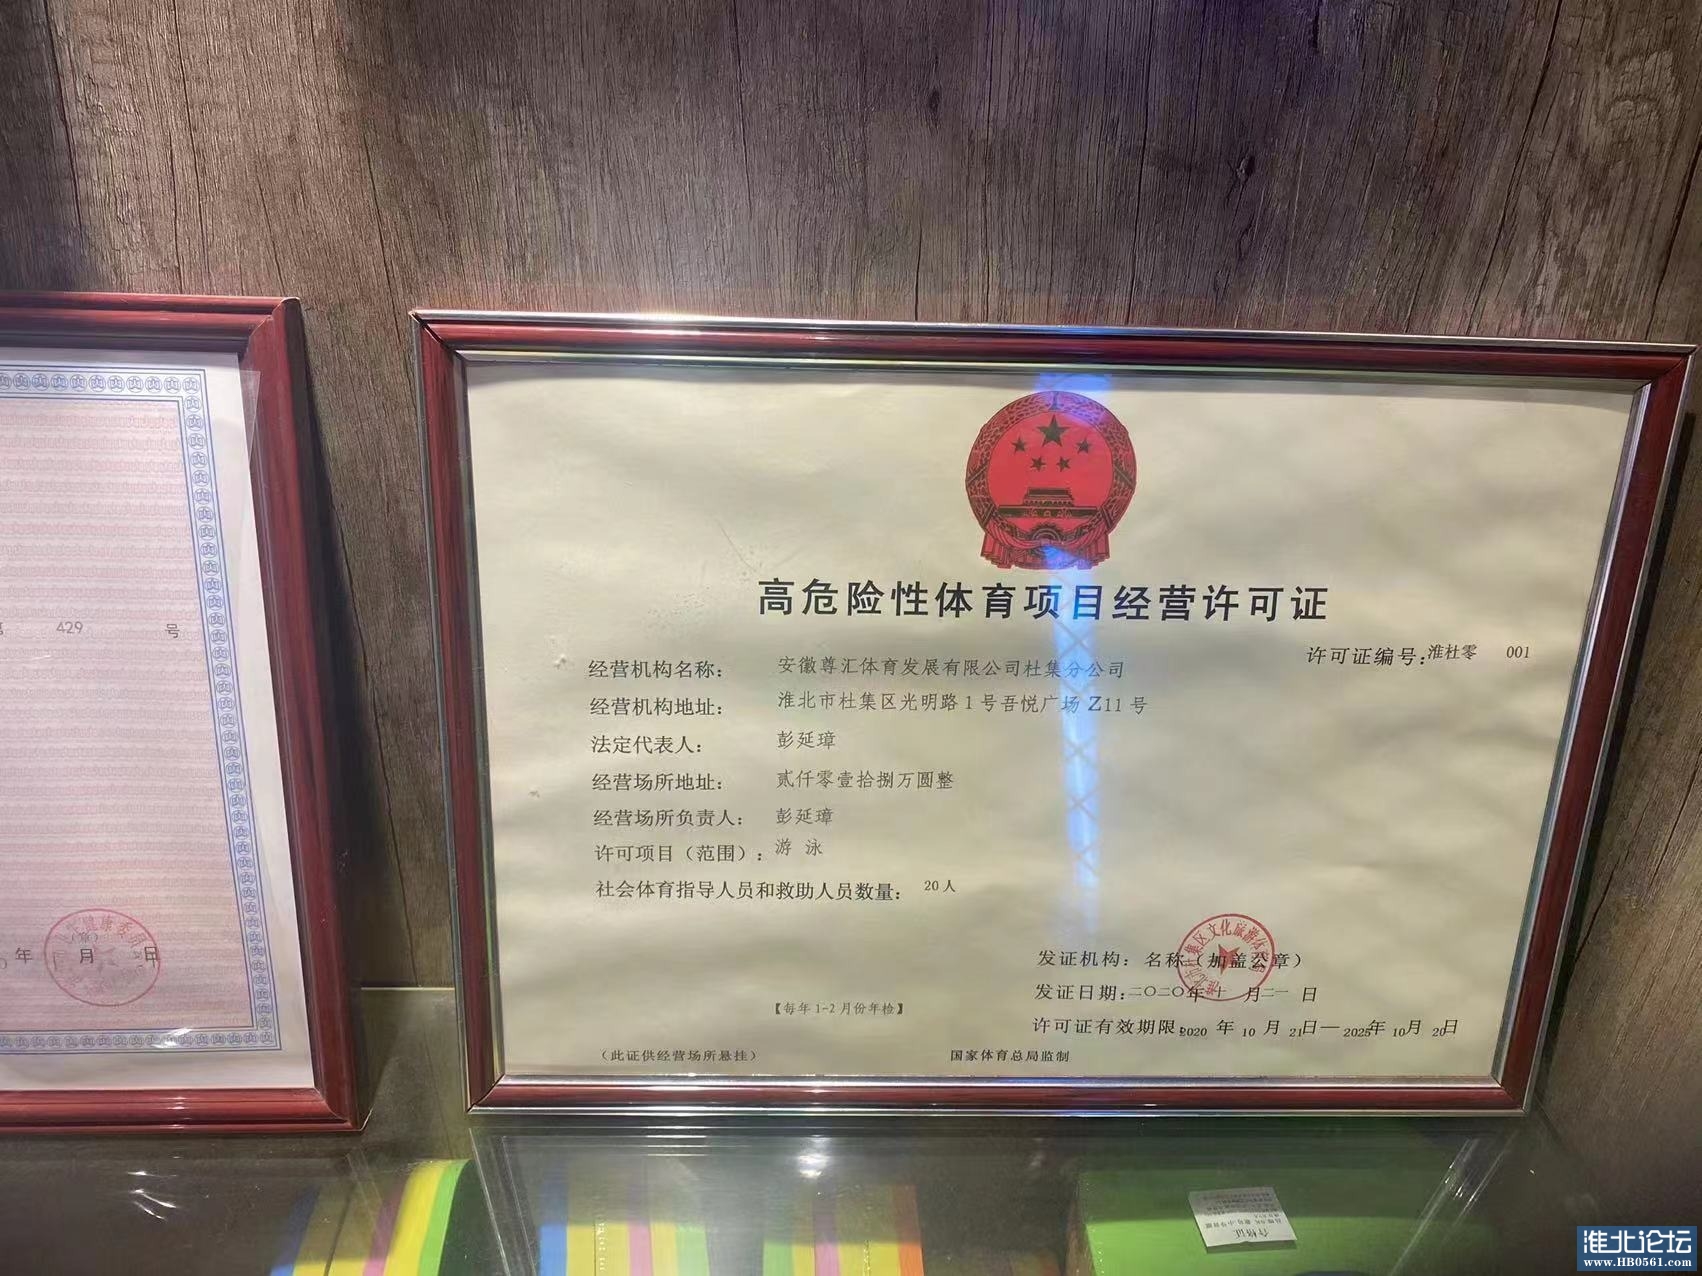 429 号
年 月 日
高危险性体育项目经营许可证
许可证编号:淮杜零 001
经营机构名称: 安徽尊汇体育发展有限公司杜集分公司
经营机构地址: 淮北市杜集区光明路1号吾悦广场Z11号
法定代表人: 彭延璋
经营场所地址: 贰仟零壹拾捌万圆整
经营场所负责人: 彭延璋
许可项目(范围): 游 泳
社会体育指导人员和救助人员数量: 20人
发证机构: 名称(加盖公章)
发证日期:二〇二〇年十 月二一 日
【每年1-2月份年检】
许可证有效期限:2020 年 10 月 21日—2025年 10月 20日
(此证供经营场所悬挂)
国家体育总局监制
合格证
淮北论坛
www.HB0561.com